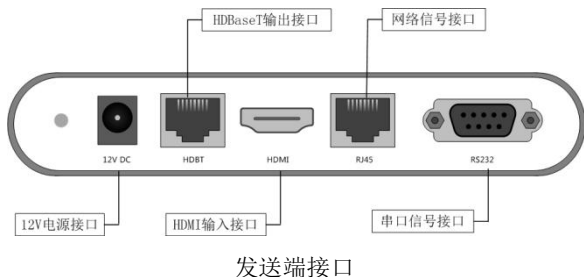 HDBaseT输出接口
网络信号接口
12V DC
HDBT
HDMI
RJ45
RS232
12V电源接口
HDMI输入接口
串口信号接口
发送端接口